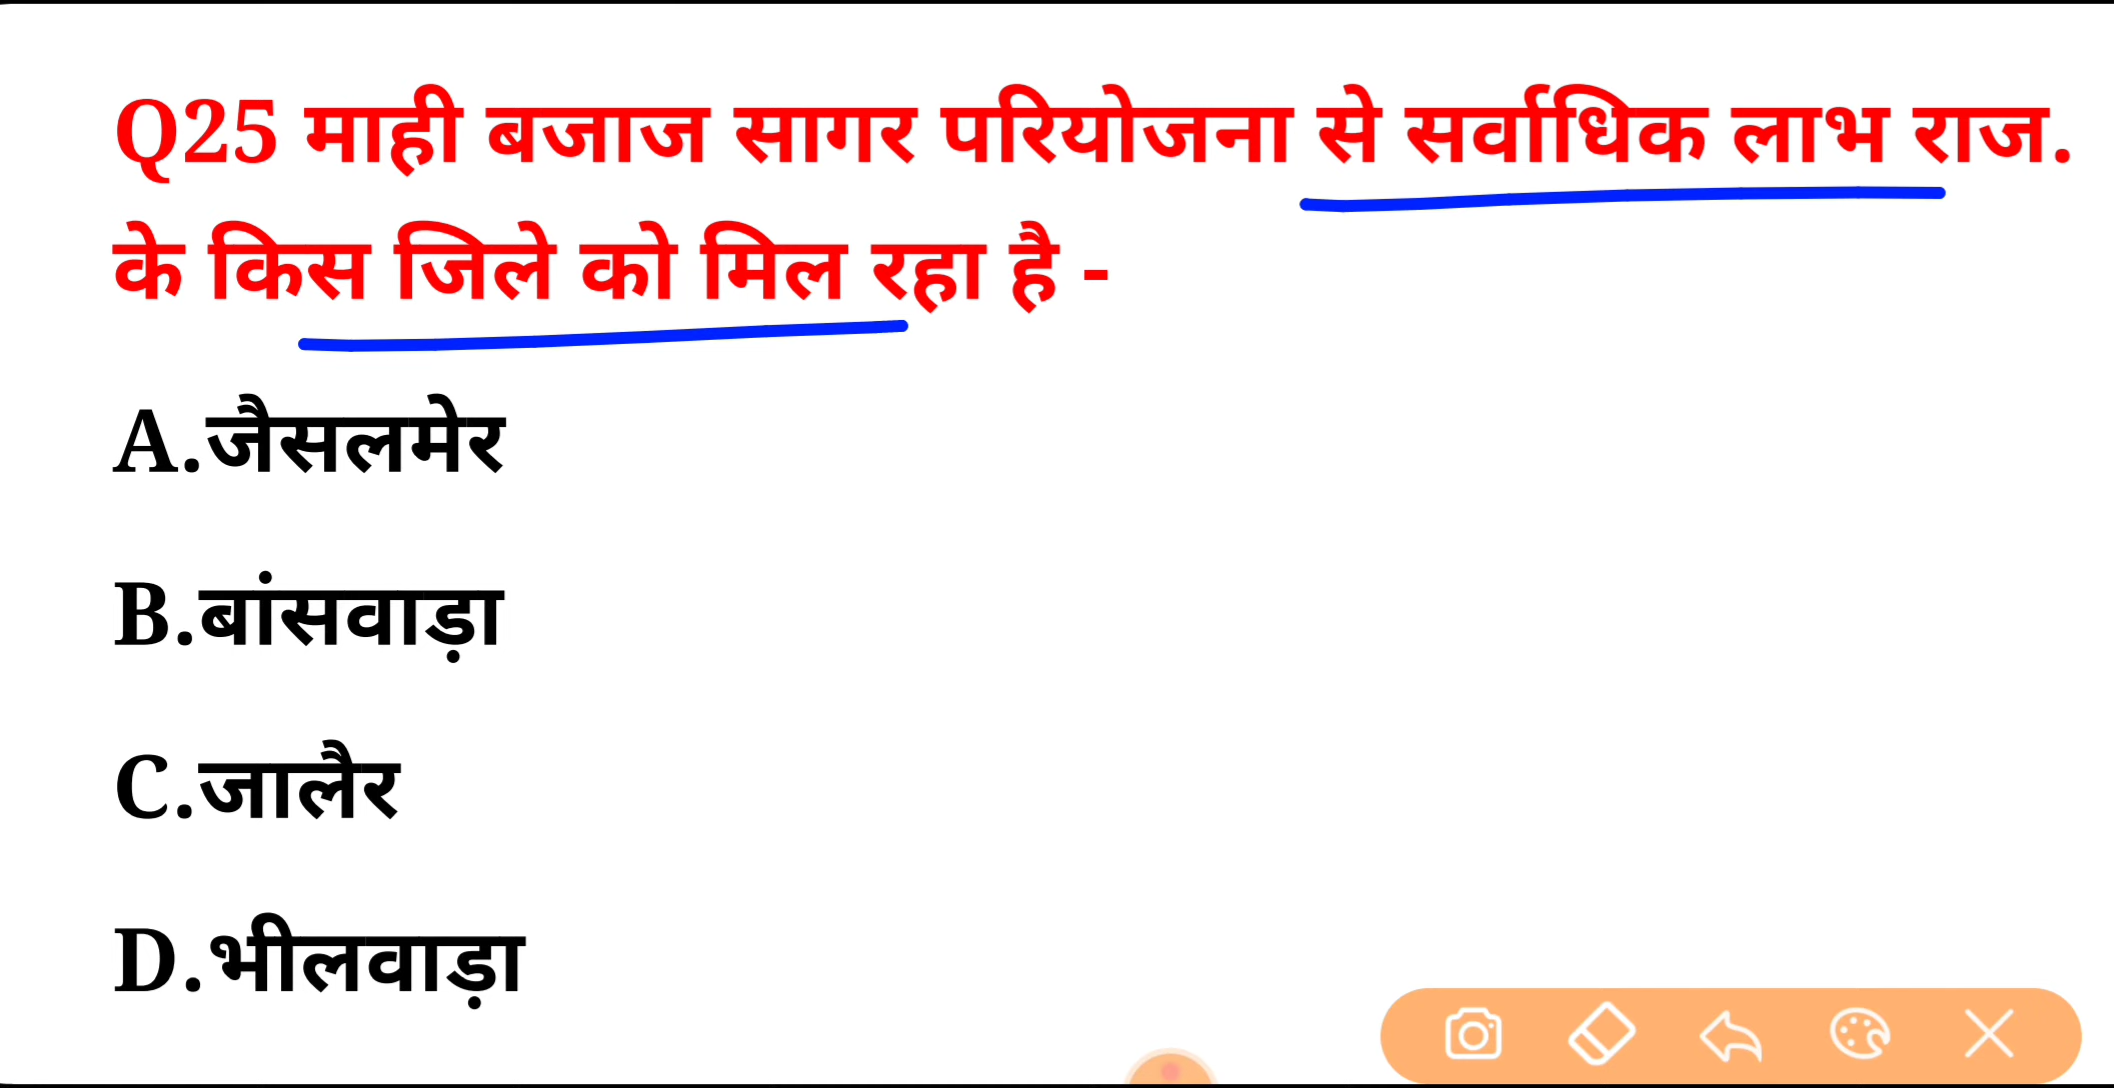 Q25 माही बजाज सागर परियोजना से सर्वाधिक लाभ राज.
के किस जिले को मिल रहा है -
A.जैसलमेर
B.बांसवाड़ा
C.जालैर
D.भीलवाड़ा